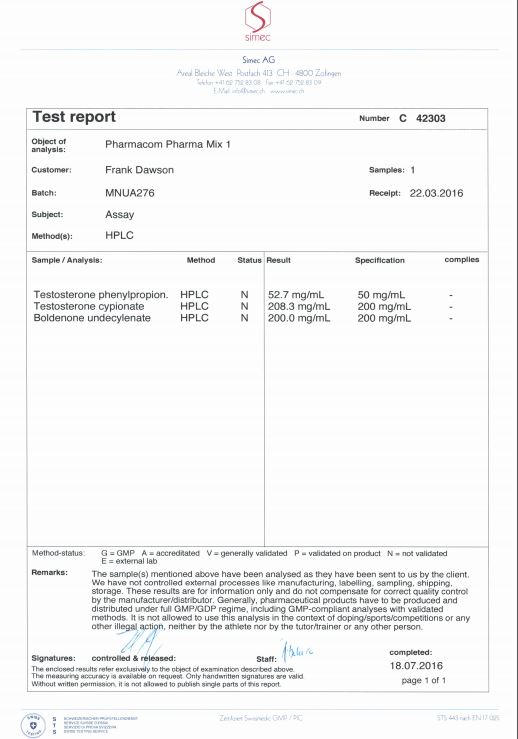 simec
Simec AG
Areal Bleiche West Postfach 413 CH - 4800 Zofingen
Telefon +41 62 752 83 08 Fax +41 62 752 83 09
E-Mail info@simec.ch www.simec.ch
Test report Number C 42303
Object of analysis: Pharmacom Pharma Mix 1
Customer: Frank Dawson Samples: 1
Batch: MNUA276 Receipt: 22.03.2016
Subject: Assay
Method(s): HPLC
Sample / Analysis: Method Status Result Specification complies
Testosterone phenylpropion. HPLC N 52.7 mg/mL 50 mg/mL -
Testosterone cypionate HPLC N 208.3 mg/mL 200 mg/mL -
Boldenone undecylenate HPLC N 200.0 mg/mL 200 mg/mL -
Method-status: G = GMP A = accreditated V = generally validated P = validated on product N = not validated
E = external lab
Remarks: The sample(s) mentioned above have been analysed as they have been sent to us by the client.
We have not controlled external processes like manufacturing, labelling, sampling, shipping,
storage. These results are for information only and do not compensate for correct quality control
by the manufacturer/distributor. Generally, pharmaceutical products have to be produced and
distributed under full GMP/GDP regime, including GMP-compliant analyses with validated
methods. It is not allowed to use this analysis in the context of doping/sports/competitions or any
other illegal action, neither by the athlete nor by the tutor/trainer or any other person.
Signatures: controlled & released: Staff: completed:
18.07.2016
The enclosed results refer exclusively to the object of examination described above.
The measuring accuracy is available on request. Only handwritten signatures are valid.
Without written permission, it is not allowed to publish single parts of this report.
page 1 of 1
STS
SCHWEIZERISCHER PRÜFSTELLENDIENST
SERVICE SUISSE D'ESSAI
SERVIZIO DI PROVA SVIZZERO
SWISS TESTING SERVICE
Zertifiziert Swissmedic GMP / PIC
STS 443 nach EN 17 025